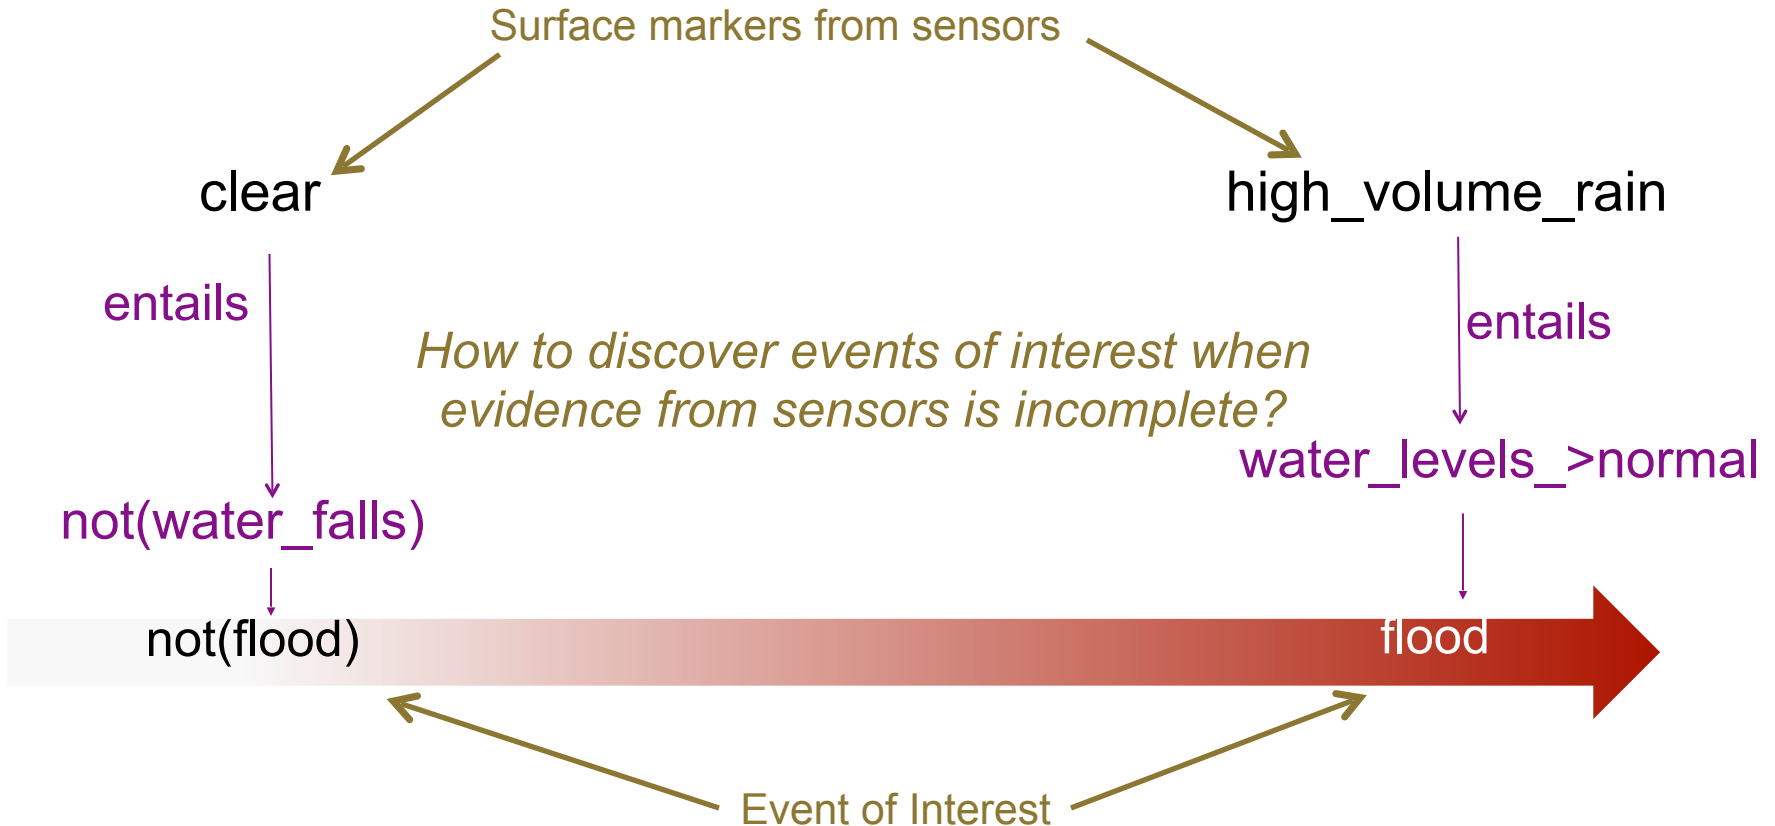 Surface markers from sensors
clear
high_volume_rain
entails
entails
How to discover events of interest when
evidence from sensors is incomplete?
water_levels_>normal
not(water_falls)
not(flood)
flood
Event of Interest